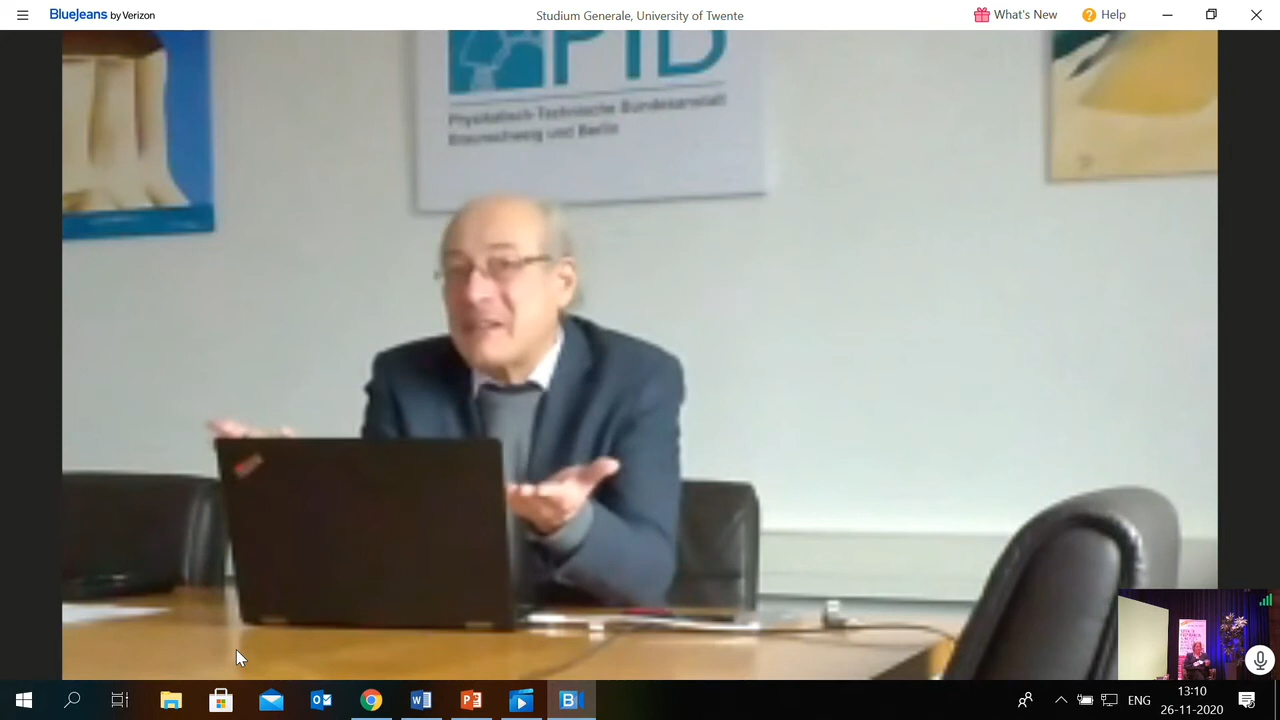 BlueJeans by Verizon
Studium Generale, University of Twente
What's New
Help
PTB
Physikalisch-Technische Bundesanstalt
Braunschweig und Berlin
ENG
13:10
26-11-2020